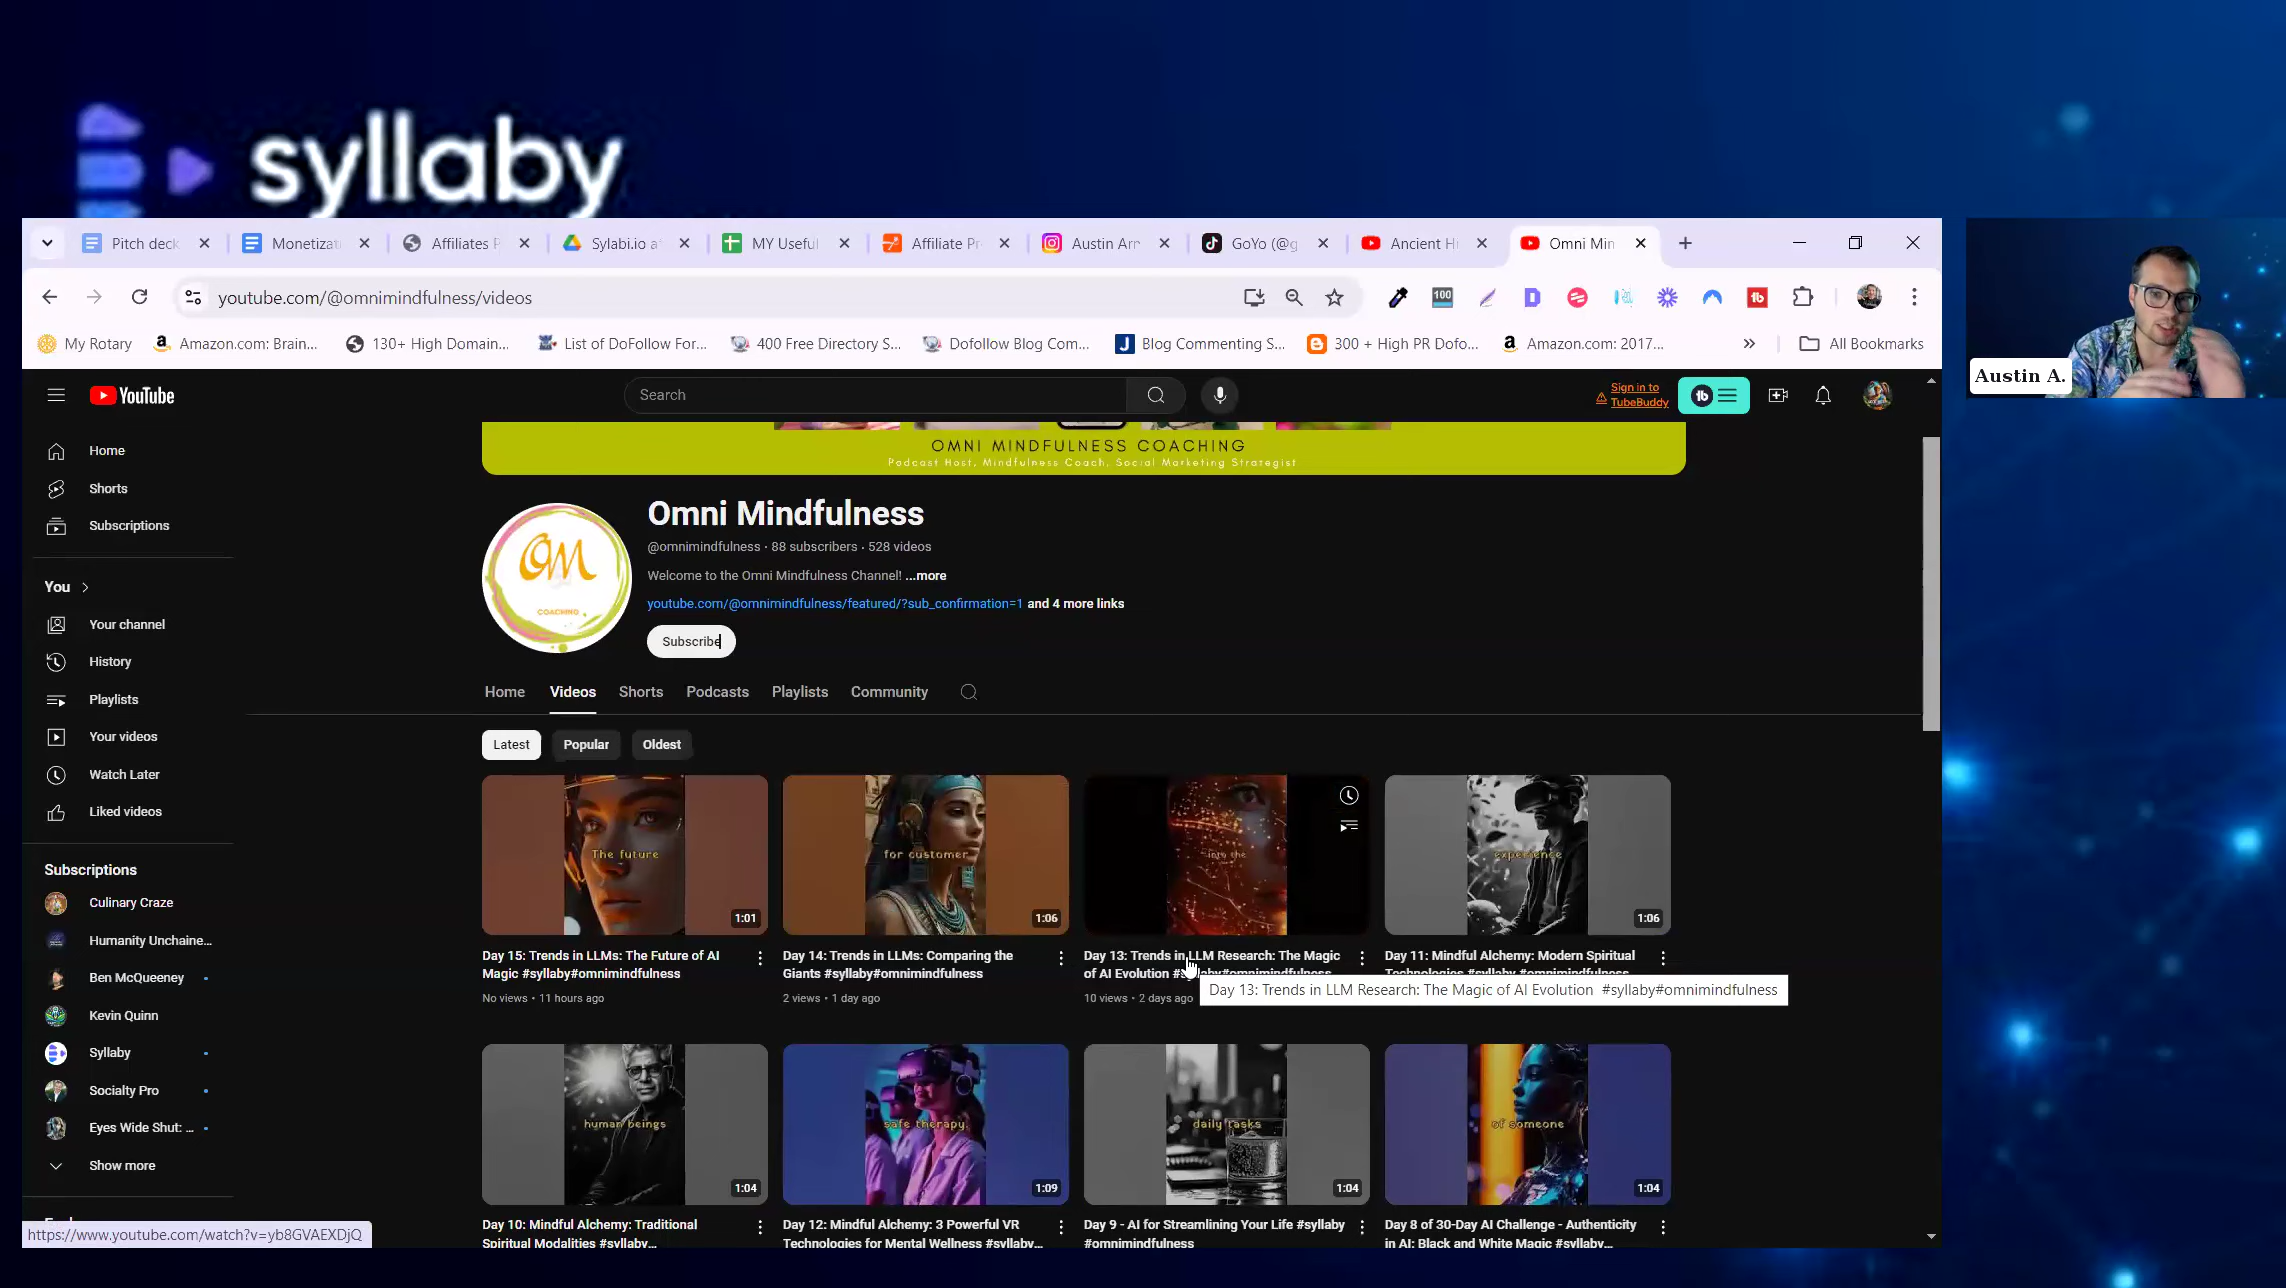 syllaby
Pitch deck
Monetizat
Affiliates P
Sylabi.io a
MY Useful
Affiliate Pr
Austin Arr
GoYo (@g
Ancient H
Omni Min
youtube.com/@omnimindfulness/videos
100
My Rotary
Amazon.com: Brain...
130+ High Domain...
List of DoFollow For...
400 Free Directory S...
Dofollow Blog Com...
Blog Commenting S...
300 + High PR Dofo...
Amazon.com: 2017...
All Bookmarks
Austin A.
YouTube
Search
Sign in to
TubeBuddy
OMNI MINDFULNESS COACHING
Podcast Host, Mindfulness Coach, Social Marketing Strategist
Home
Shorts
Subscriptions
You
Your channel
History
Playlists
Your videos
Watch Later
Liked videos
Subscriptions
Culinary Craze
Humanity Unchaine...
Ben McQueeney
Kevin Quinn
Syllaby
Socialty Pro
Eyes Wide Shut: ...
Show more
OM
COACHING
Omni Mindfulness
@omnimindfulness · 88 subscribers · 528 videos
Welcome to the Omni Mindfulness Channel! ...more
youtube.com/@omnimindfulness/featured/?sub_confirmation=1 and 4 more links
Subscribe
Home Videos Shorts Podcasts Playlists Community
Latest Popular Oldest
The future
1:01
for customer
1:06
into the
experience
1:06
Day 15: Trends in LLMs: The Future of AI
Magic #syllaby#omnimindfulness
No views · 11 hours ago
Day 14: Trends in LLMs: Comparing the
Giants #syllaby#omnimindfulness
2 views · 1 day ago
Day 13: Trends in LLM Research: The Magic
of AI Evolution #syllaby#omnimindfulness
10 views · 2 days ago
Day 11: Mindful Alchemy: Modern Spiritual
Technologies #syllaby #omnimindfulness
Day 13: Trends in LLM Research: The Magic of AI Evolution #syllaby#omnimindfulness
human beings
1:04
safe therapy.
1:09
daily tasks
1:04
of someone
1:04
Day 10: Mindful Alchemy: Traditional
Spiritual Modalities #syllaby...
Day 12: Mindful Alchemy: 3 Powerful VR
Technologies for Mental Wellness #syllaby...
Day 9 - AI for Streamlining Your Life #syllaby
#omnimindfulness
Day 8 of 30-Day AI Challenge - Authenticity
in AI: Black and White Magic #syllaby...
https://www.youtube.com/watch?v=yb8GVAEXDjQ